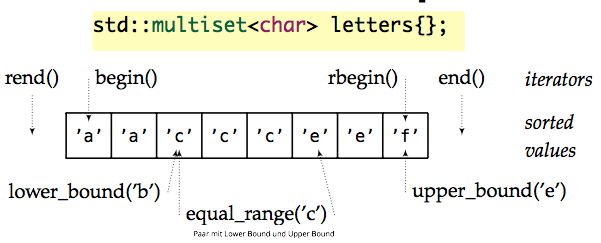 std::multiset<char> letters{};
rend() begin() rbegin() end() iterators
'a' 'a' 'c' 'c' 'c' 'e' 'e' 'f' sorted
values
lower_bound('b') upper_bound('e')
equal_range('c')
Paar mit Lower Bound und Upper Bound